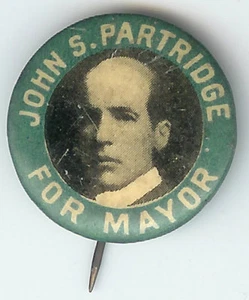 JOHN S. PARTRIDGE
FOR MAYOR